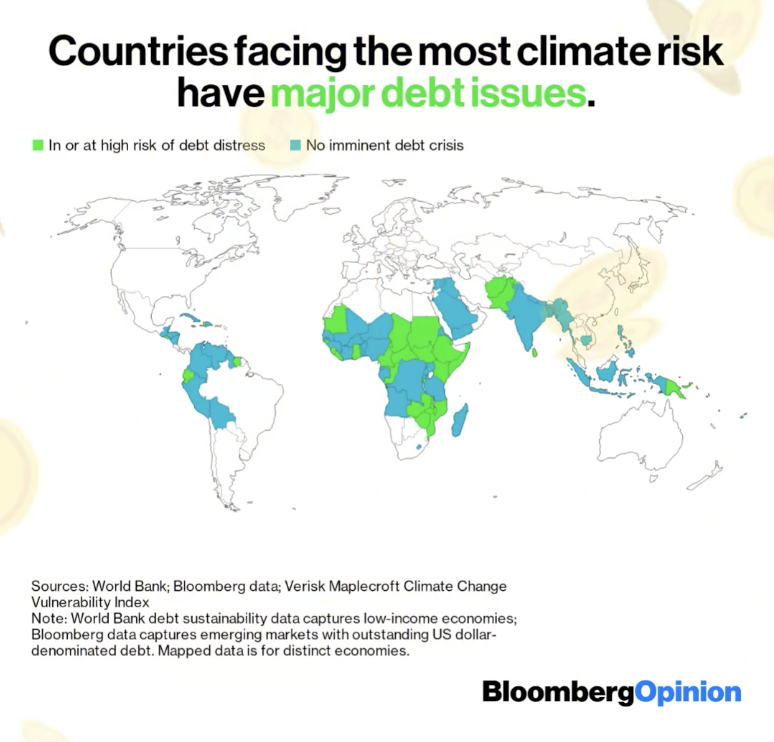 Countries facing the most climate risk
have major debt issues.
In or at high risk of debt distress
No imminent debt crisis
Sources: World Bank; Bloomberg data; Verisk Maplecroft Climate Change
Vulnerability Index
Note: World Bank debt sustainability data captures low-income economies;
Bloomberg data captures emerging markets with outstanding US dollar-
denominated debt. Mapped data is for distinct economies.
BloombergOpinion